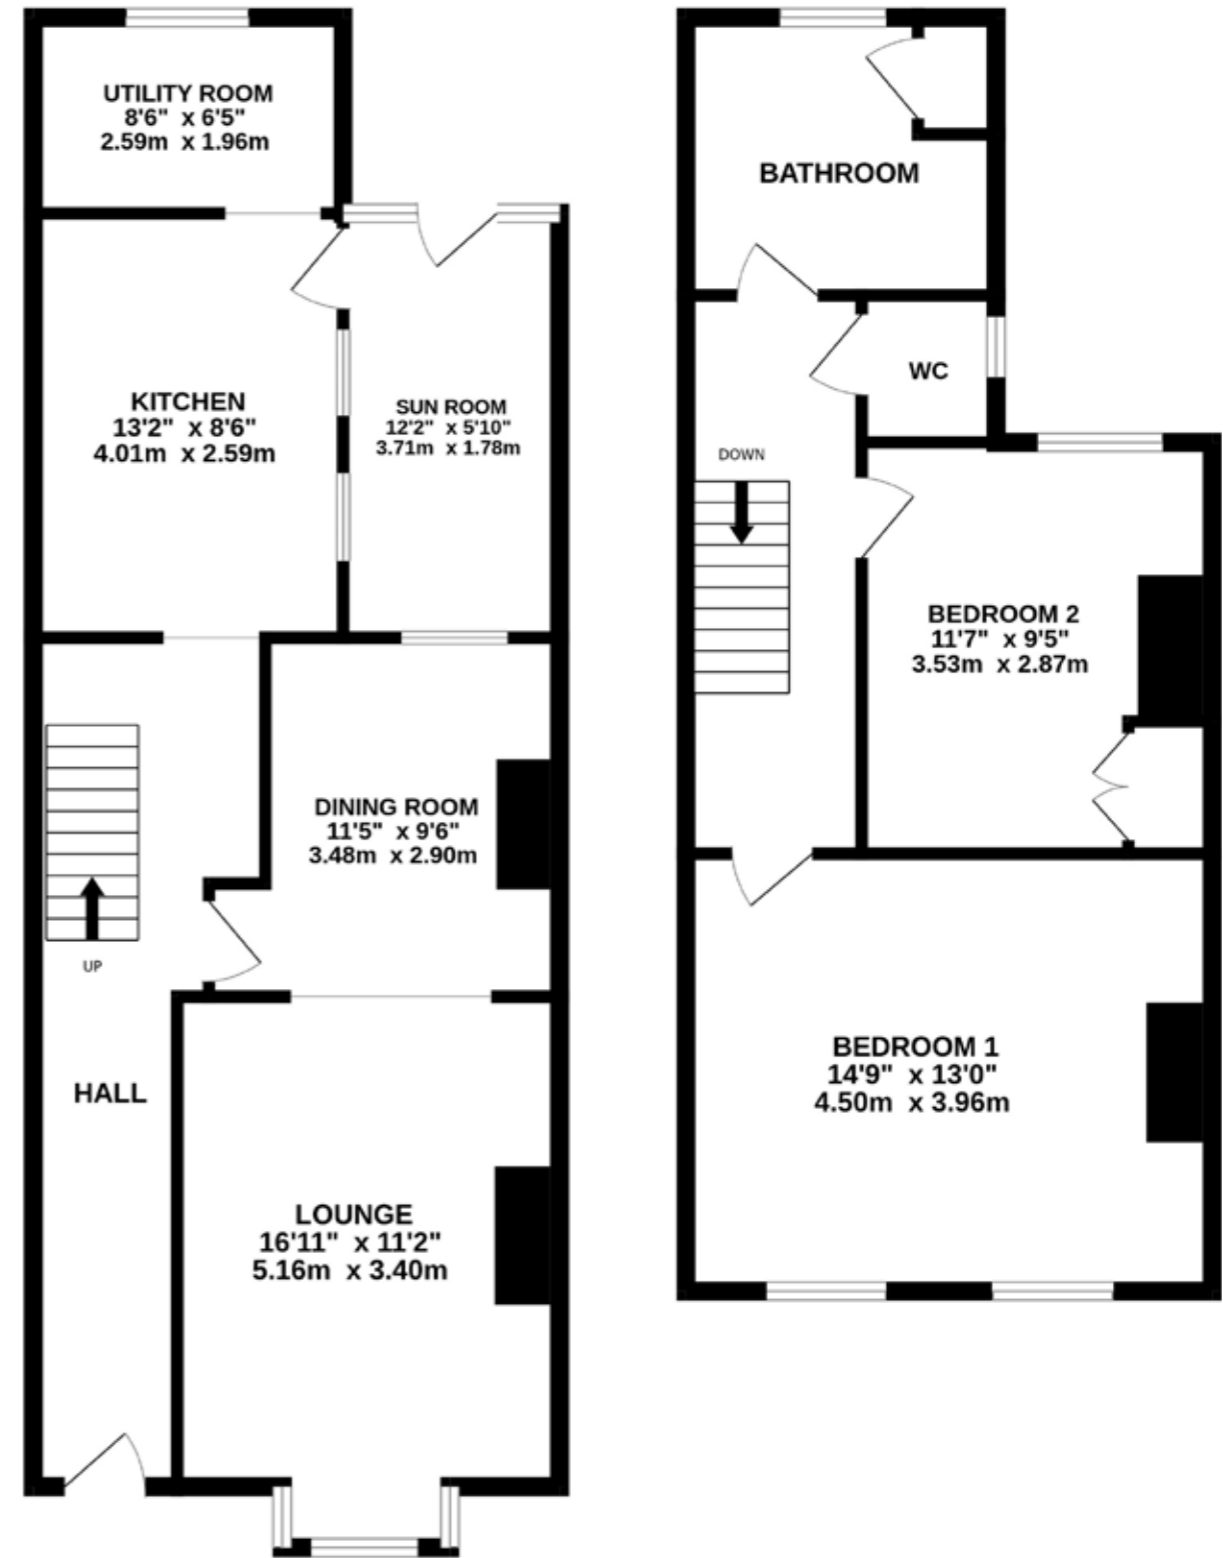 UTILITY ROOM
8'6" x 6'5"
2.59m x 1.96m
KITCHEN
13'2" x 8'6"
4.01m x 2.59m
SUN ROOM
12'2" x 5'10"
3.71m x 1.78m
DINING ROOM
11'5" x 9'6"
3.48m x 2.90m
UP
HALL
LOUNGE
16'11" x 11'2"
5.16m x 3.40m
BATHROOM
WC
DOWN
BEDROOM 2
11'7" x 9'5"
3.53m x 2.87m
BEDROOM 1
14'9" x 13'0"
4.50m x 3.96m